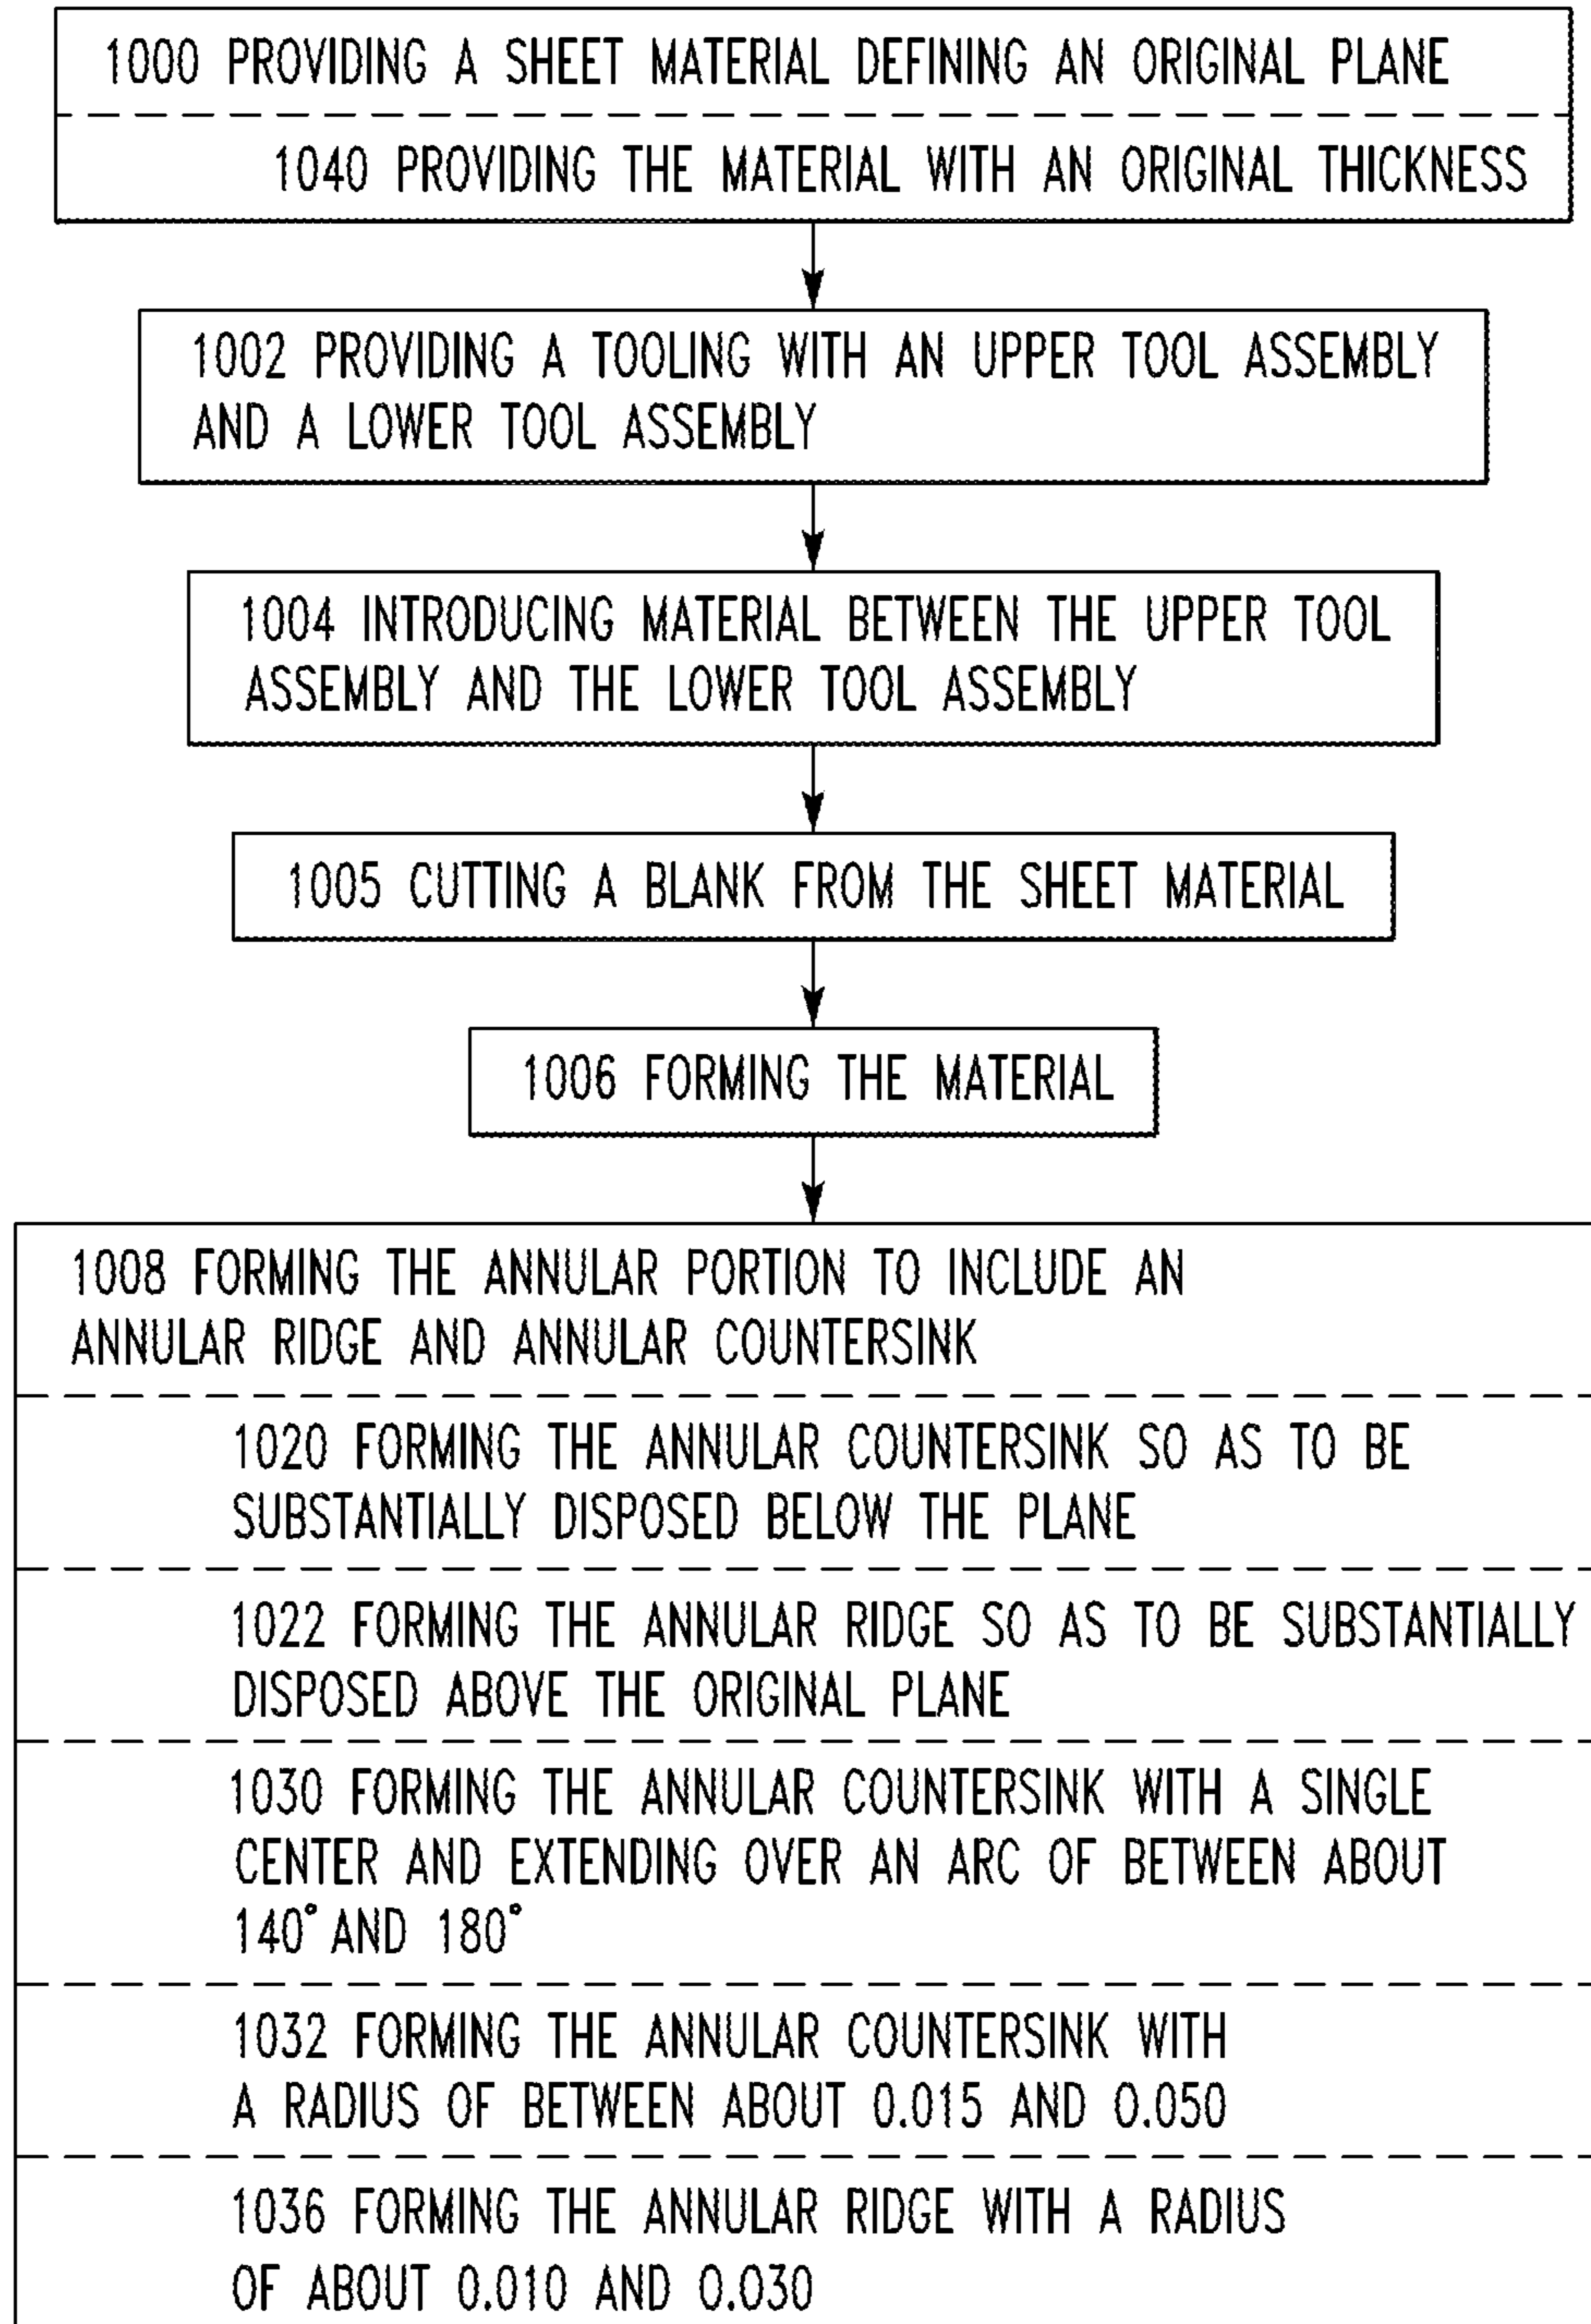 1000 PROVIDING A SHEET MATERIAL DEFINING AN ORIGINAL PLANE
1040 PROVIDING THE MATERIAL WITH AN ORIGINAL THICKNESS
1002 PROVIDING A TOOLING WITH AN UPPER TOOL ASSEMBLY
AND A LOWER TOOL ASSEMBLY
1004 INTRODUCING MATERIAL BETWEEN THE UPPER TOOL
ASSEMBLY AND THE LOWER TOOL ASSEMBLY
1005 CUTTING A BLANK FROM THE SHEET MATERIAL
1006 FORMING THE MATERIAL
1008 FORMING THE ANNULAR PORTION TO INCLUDE AN
ANNULAR RIDGE AND ANNULAR COUNTERSINK
1020 FORMING THE ANNULAR COUNTERSINK SO AS TO BE
SUBSTANTIALLY DISPOSED BELOW THE PLANE
1022 FORMING THE ANNULAR RIDGE SO AS TO BE SUBSTANTIALLY
DISPOSED ABOVE THE ORIGINAL PLANE
1030 FORMING THE ANNULAR COUNTERSINK WITH A SINGLE
CENTER AND EXTENDING OVER AN ARC OF BETWEEN ABOUT
140° AND 180°
1032 FORMING THE ANNULAR COUNTERSINK WITH
A RADIUS OF BETWEEN ABOUT 0.015 AND 0.050
1036 FORMING THE ANNULAR RIDGE WITH A RADIUS
OF ABOUT 0.010 AND 0.030